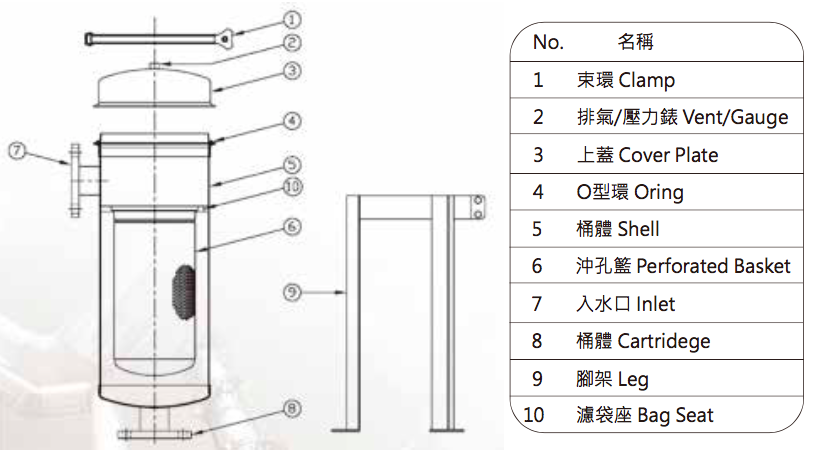 1
2
3
4
7
5
10
6
9
8
No. 名稱
1 束環 Clamp
2 排氣/壓力錶 Vent/Gauge
3 上蓋 Cover Plate
4 O型環 Oring
5 桶體 Shell
6 沖孔籃 Perforated Basket
7 入水口 Inlet
8 桶體 Cartridege
9 腳架 Leg
10 濾袋座 Bag Seat